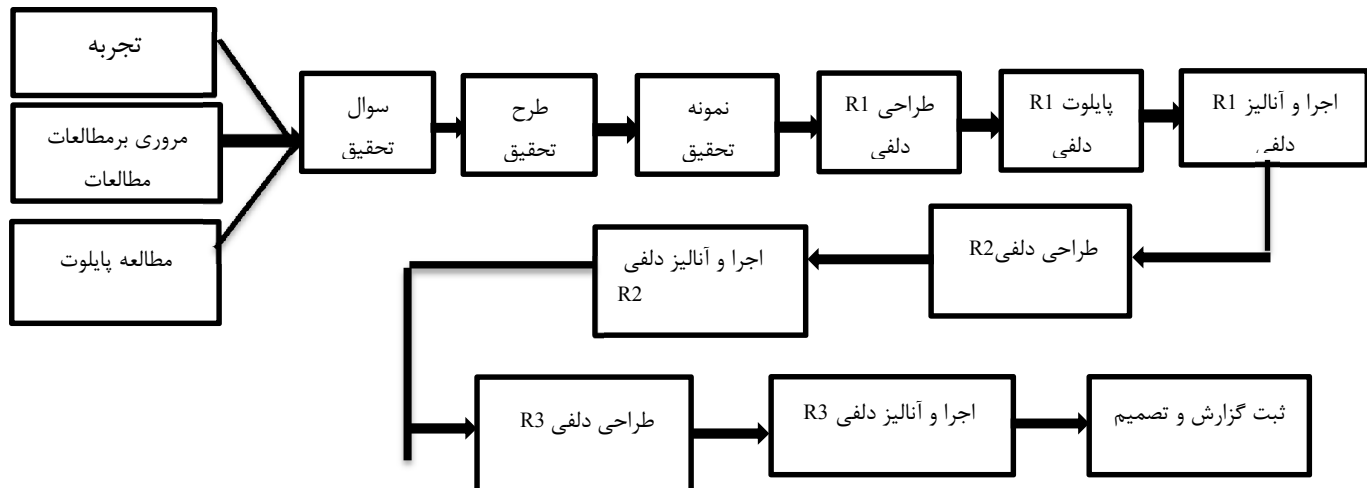 تجربه
مروری برمطالعات
مطالعات
مطالعه پایلوت
سوال
تحقیق
طرح
تحقیق
نمونه
تحقیق
طراحی R1
دلفی
پایلوت R1
دلفی
اجرا و آنالیز R1
دلفی
طراحی دلفیR2
اجرا و آنالیز دلفی
R2
طراحی دلفی R3
اجرا و آنالیز دلفی R3
ثبت گزارش و تصمیم